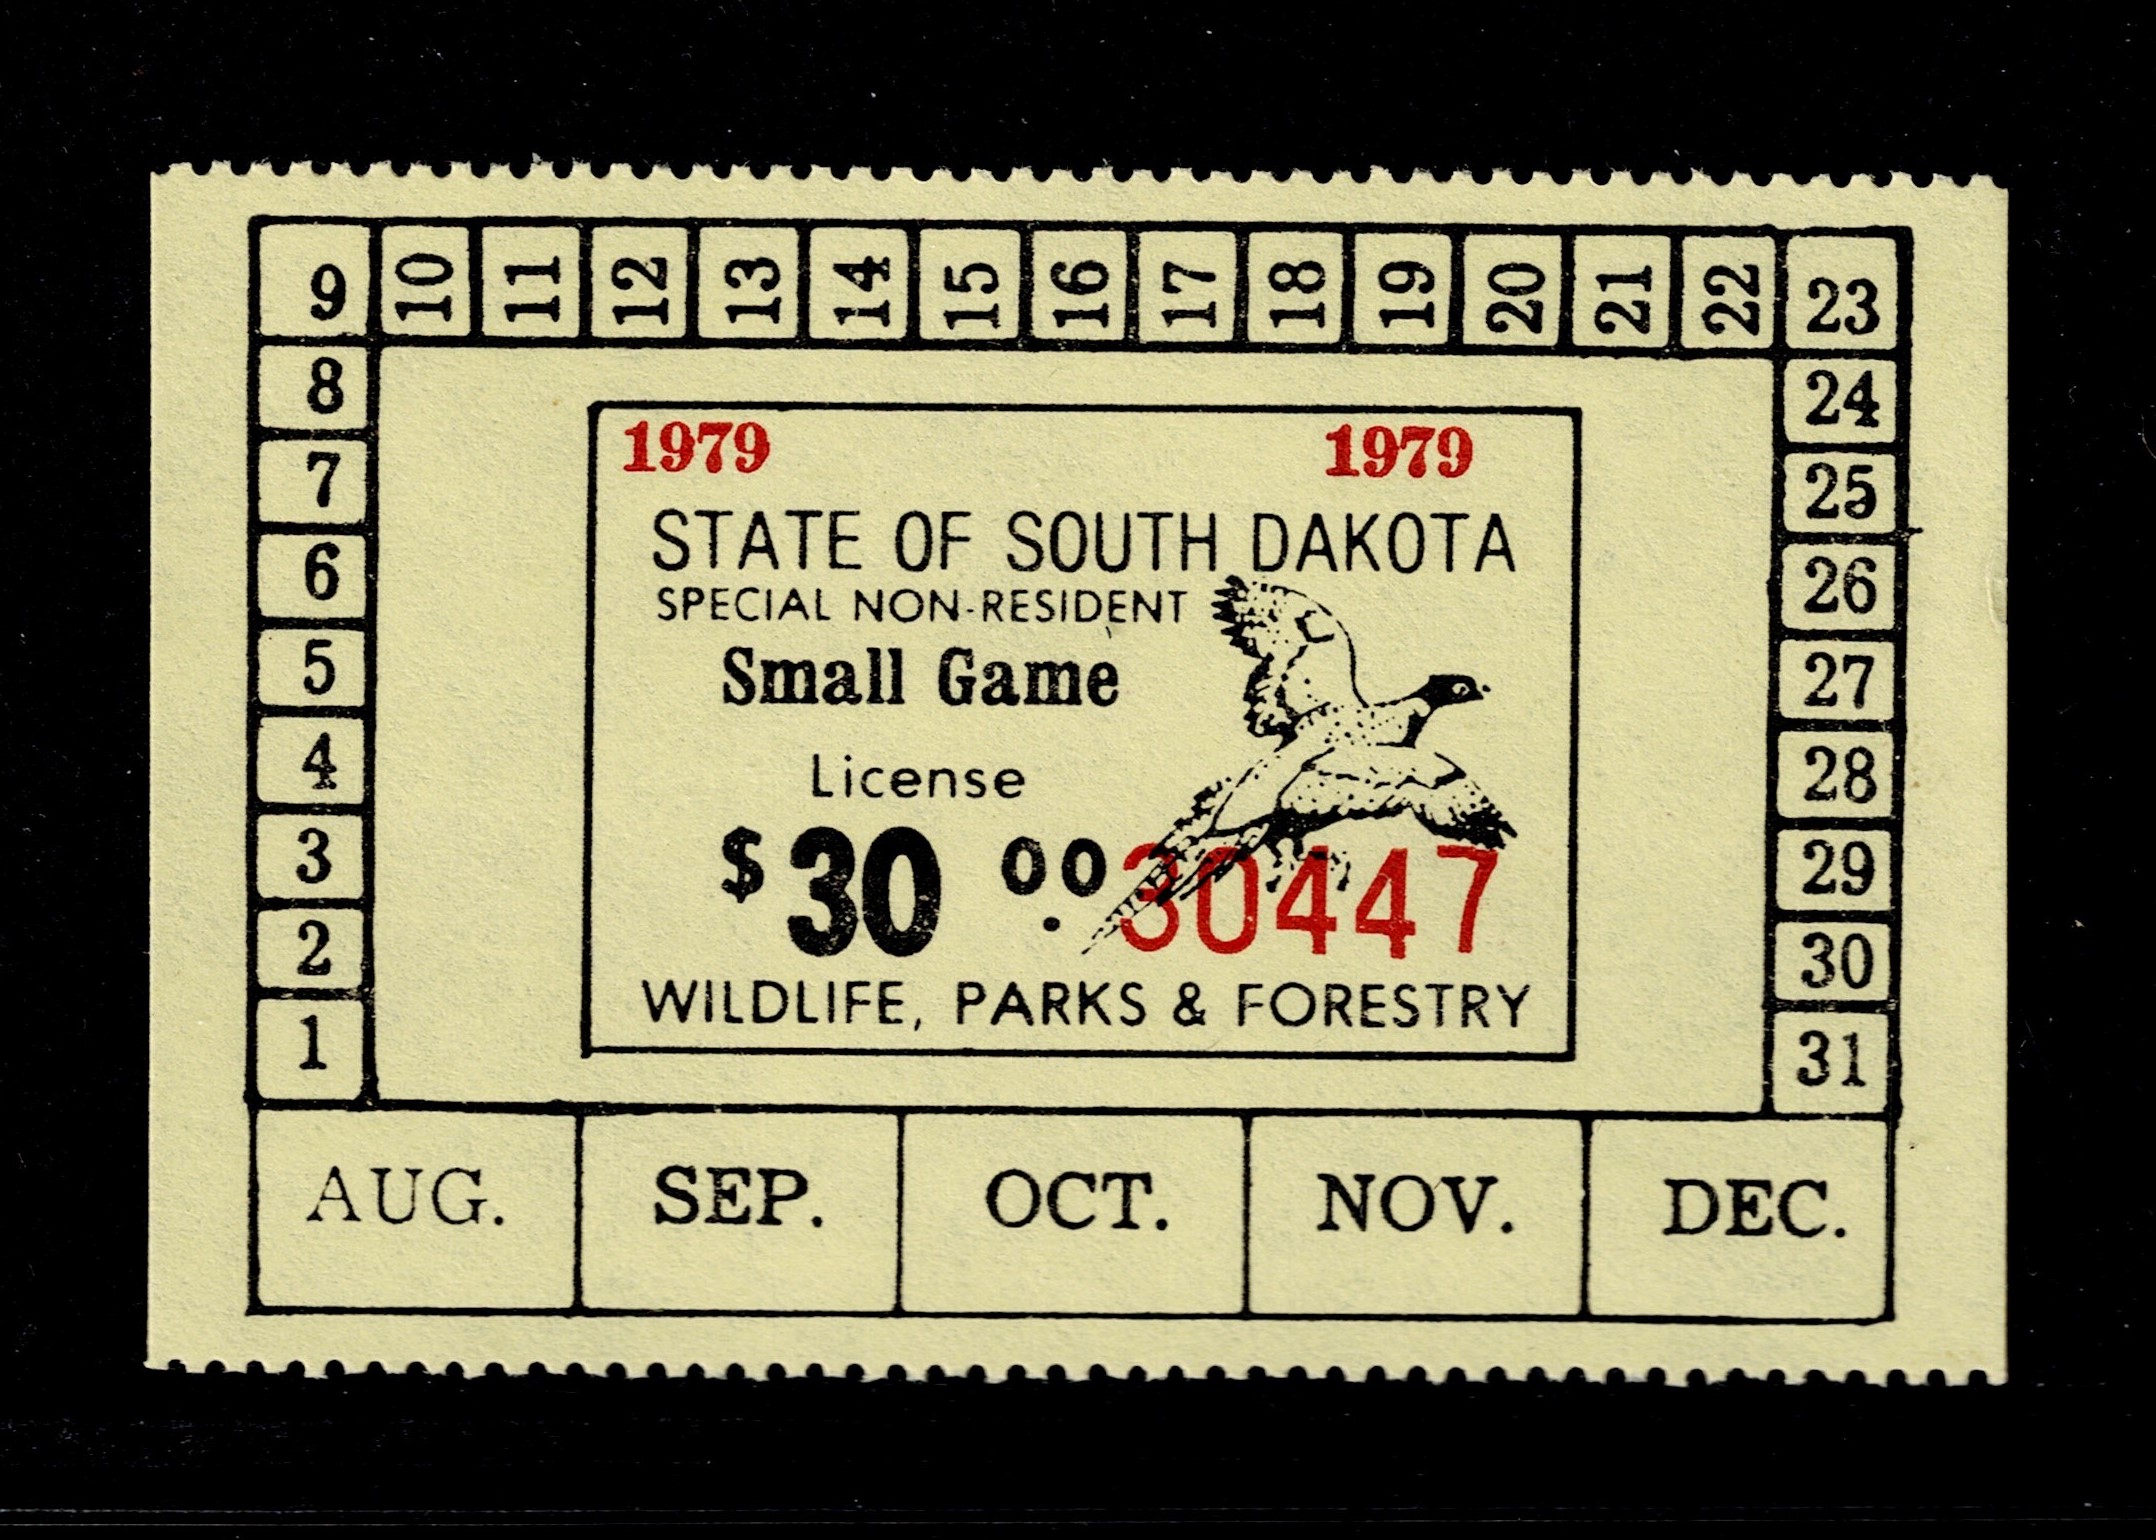 9 10 11 12 13 14 15 16 17 18 19 20 21 22 23
8 24
7 25
6 26
5 27
4 28
3 29
2 30
1 31
1979 1979
STATE OF SOUTH DAKOTA
SPECIAL NON-RESIDENT
Small Game
License
$30.00 30447
WILDLIFE, PARKS & FORESTRY
AUG. SEP. OCT. NOV. DEC.